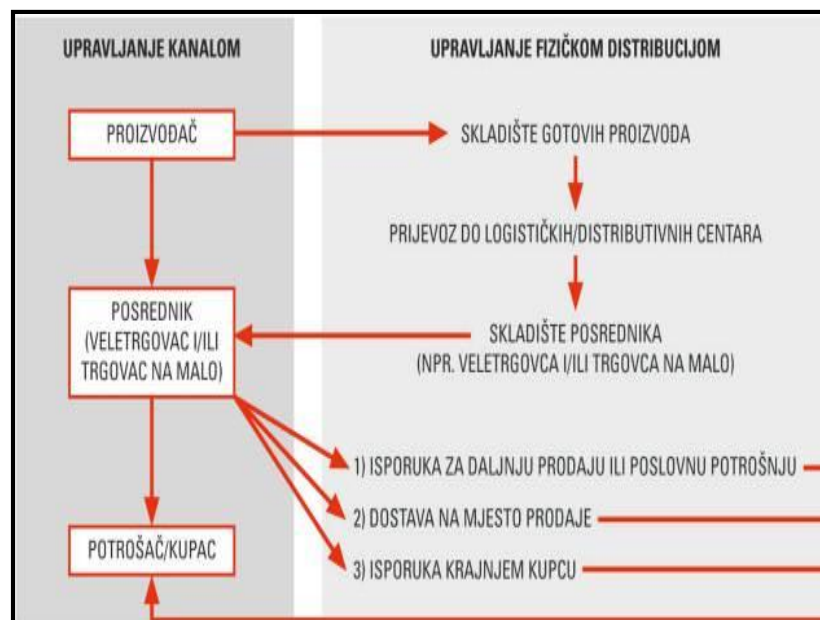 UPRAVLJANJE KANALOM
UPRAVLJANJE FIZIČKOM DISTRIBUCIJOM
PROIZVOĐAČ
SKLADIŠTE GOTOVIH PROIZVODA
PRIJEVOZ DO LOGISTIČKIH/DISTRIBUTIVNIH CENTARA
POSREDNIK
(VELETRGOVAC I/ILI
TRGOVAC NA MALO)
SKLADIŠTE POSREDNIKA
(NPR. VELETRGOVCA I/ILI TRGOVCA NA MALO)
1) ISPORUKA ZA DALJNJU PRODAJU ILI POSLOVNU POTROŠNJU
2) DOSTAVA NA MJESTO PRODAJE
3) ISPORUKA KRAJNJEM KUPCU
POTROŠAČ/KUPAC